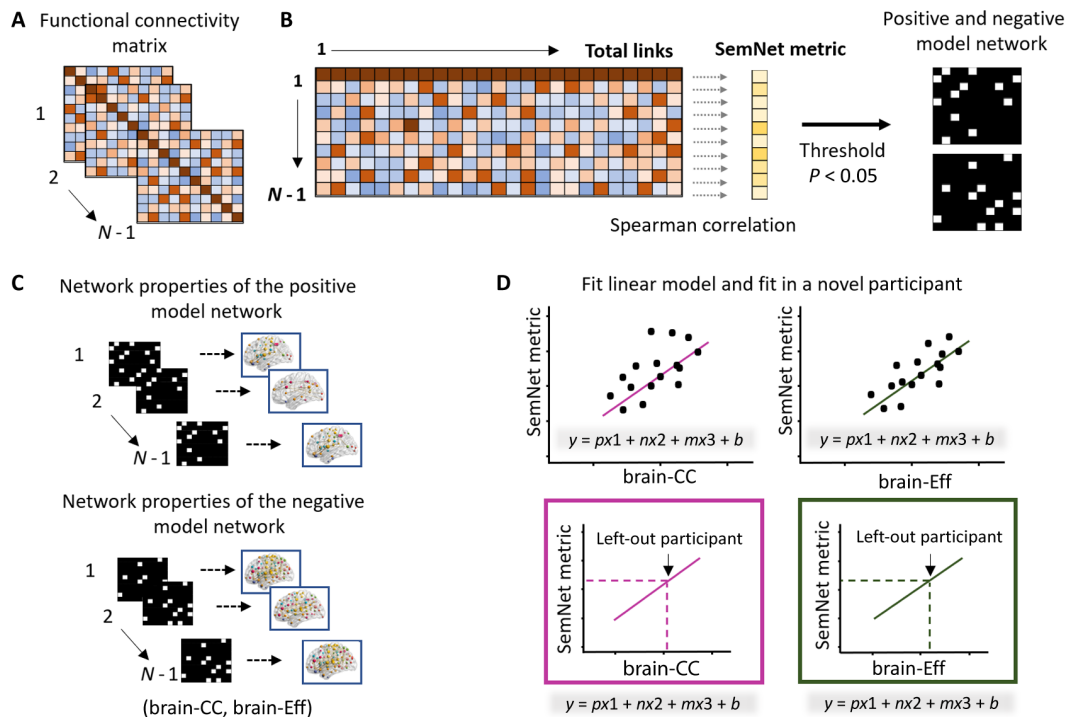 A
Functional connectivity
matrix
1
2
N - 1
B
1
Total links
SemNet metric
1
N - 1
Spearman correlation
Threshold
P < 0.05
Positive and negative
model network
C
Network properties of the positive
model network
1
2
N - 1
Network properties of the negative
model network
1
2
N - 1
(brain-CC, brain-Eff)
D
Fit linear model and fit in a novel participant
SemNet metric
y = px1 + nx2 + mx3 + b
brain-CC
SemNet metric
y = px1 + nx2 + mx3 + b
brain-Eff
SemNet metric
Left-out participant
brain-CC
y = px1 + nx2 + mx3 + b
SemNet metric
Left-out participant
brain-Eff
y = px1 + nx2 + mx3 + b